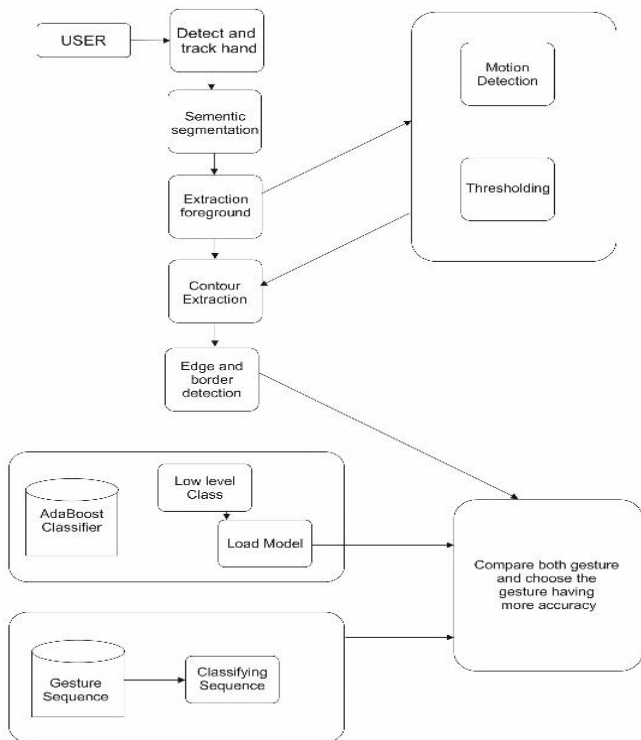 USER
Detect and
track hand
Sementic
segmentation
Extraction
foreground
Contour
Extraction
Edge and
border
detection
Motion
Detection
Thresholding
AdaBoost
Classifier
Low level
Class
Load Model
Gesture
Sequence
Classifying
Sequence
Compare both gesture
and choose the
gesture having
more accuracy